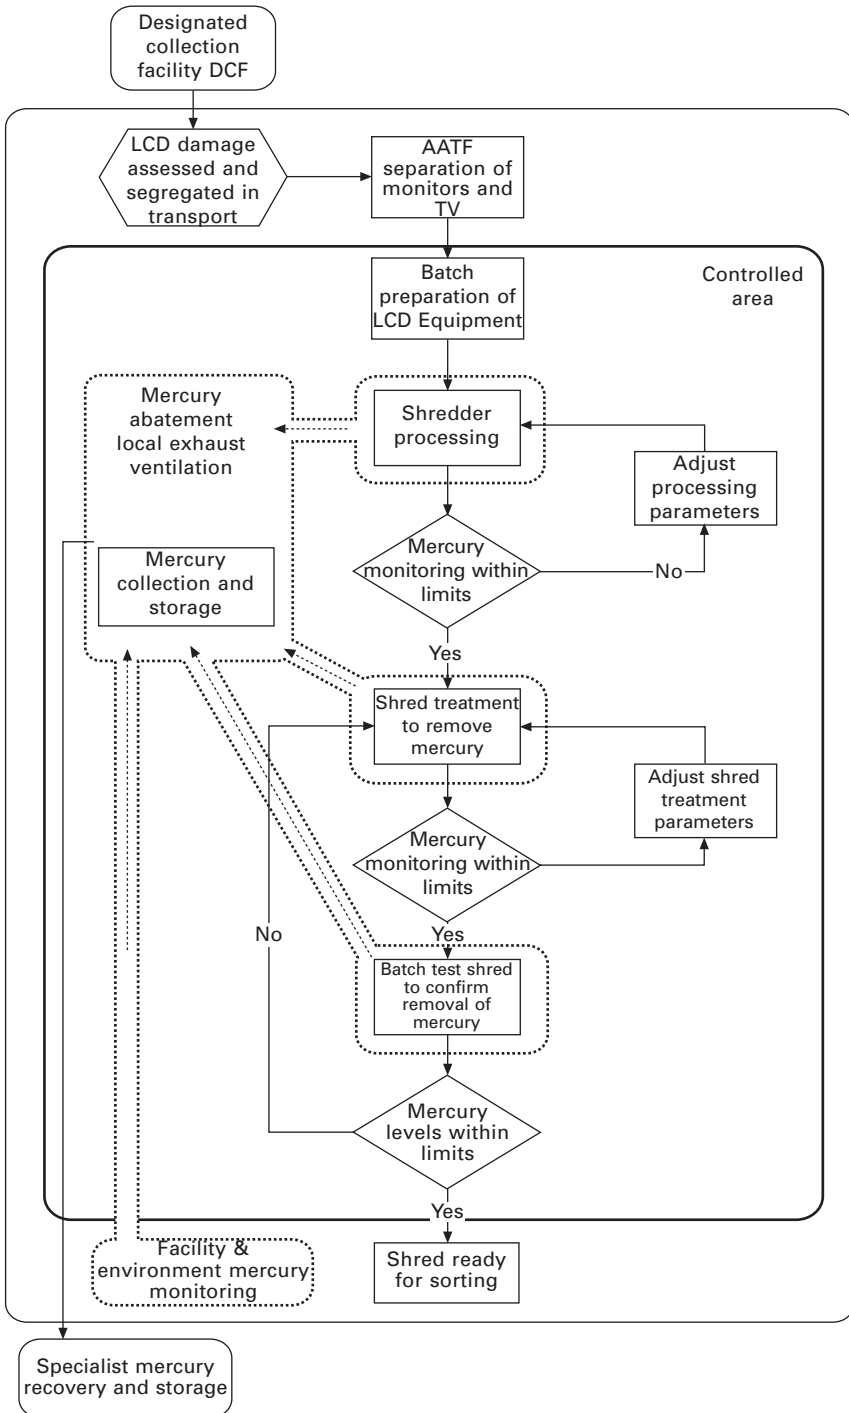 Designated
collection
facility DCF
LCD damage
assessed and
segregated in
transport
AATF
separation of
monitors and
TV
Batch
preparation of
LCD Equipment
Controlled
area
Mercury
abatement
local exhaust
ventilation
Shredder
processing
Adjust
processing
parameters
Mercury
collection and
storage
Mercury
monitoring within
limits
No
Yes
Shred treatment
to remove
mercury
Adjust shred
treatment
parameters
Mercury
monitoring within
limits
No
Yes
Batch test shred
to confirm
removal of
mercury
Mercury
levels within
limits
Yes
Facility &
environment mercury
monitoring
Shred ready
for sorting
Specialist mercury
recovery and storage